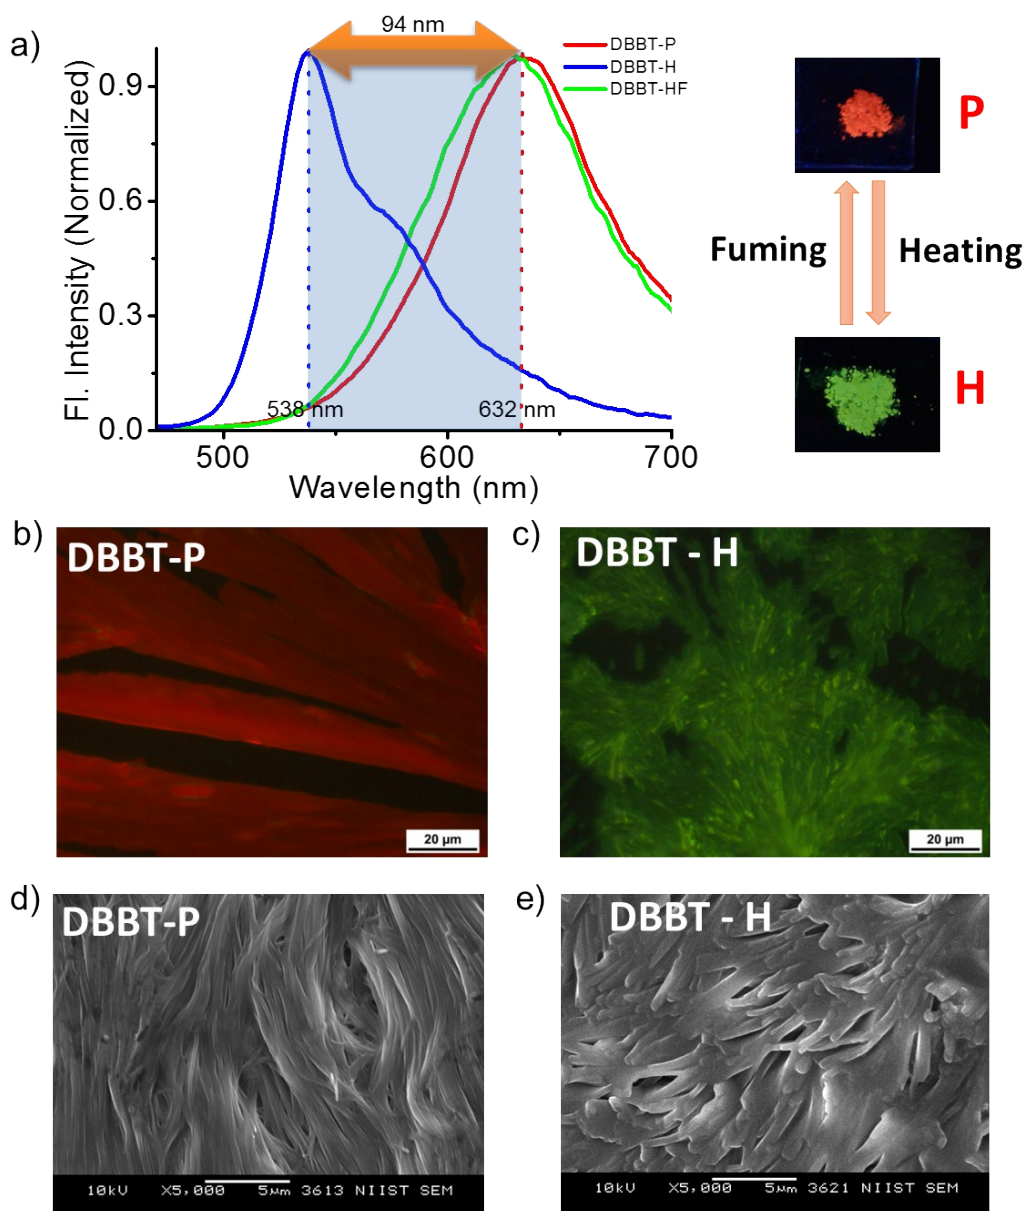 a)
94 nm
DBBT-P
DBBT-H
DBBT-HF
Fl. Intensity (Normalized)
0.9
0.6
0.3
0.0
538 nm
632 nm
500
600
700
Wavelength (nm)
P
Fuming
Heating
H
b)
DBBT-P
20 µm
c)
DBBT - H
20 µm
d)
DBBT-P
10kV X5,000 5µm 3613 NIIST SEM
e)
DBBT - H
10kV X5,000 5µm 3621 NIIST SEM